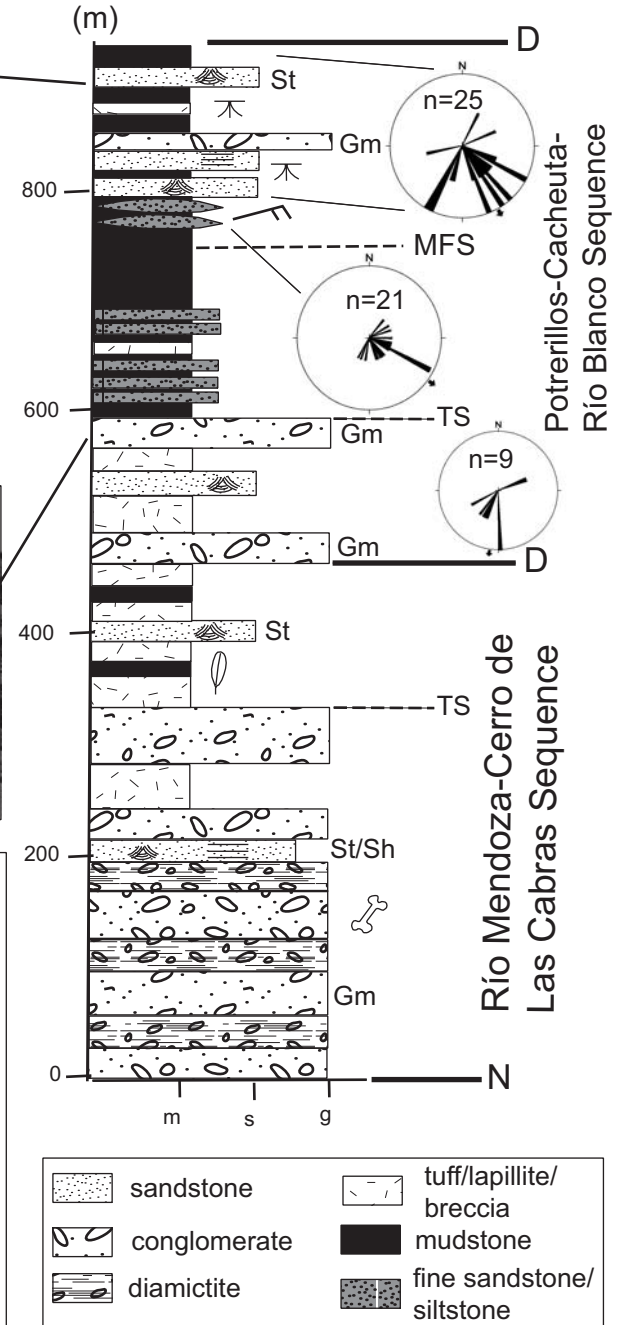 (m)
D
St
N
n=25
Gm
800
MFS
N
n=21
Potrerillos-Cacheuta-
Río Blanco Sequence
600
TS
Gm
N
n=9
Gm
D
400
St
TS
Río Mendoza-Cerro de
Las Cabras Sequence
200
St/Sh
Gm
0
N
m
s
g
sandstone
tuff/lapillite/
breccia
conglomerate
mudstone
diamictite
fine sandstone/
siltstone